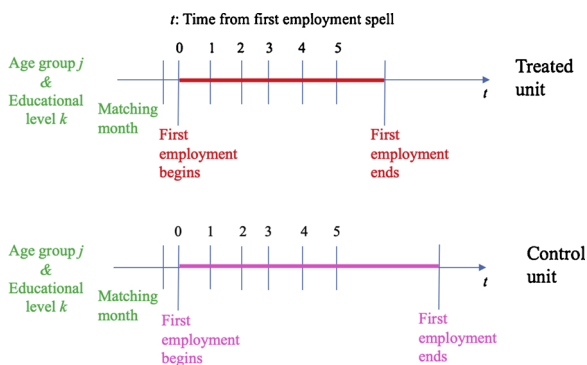 t: Time from first employment spell
0 1 2 3 4 5
Age group j
&
Educational
level k
Matching
month
First
employment
begins
First
employment
ends
t
Treated
unit
0 1 2 3 4 5
Age group j
&
Educational
level k
Matching
month
First
employment
begins
First
employment
ends
t
Control
unit